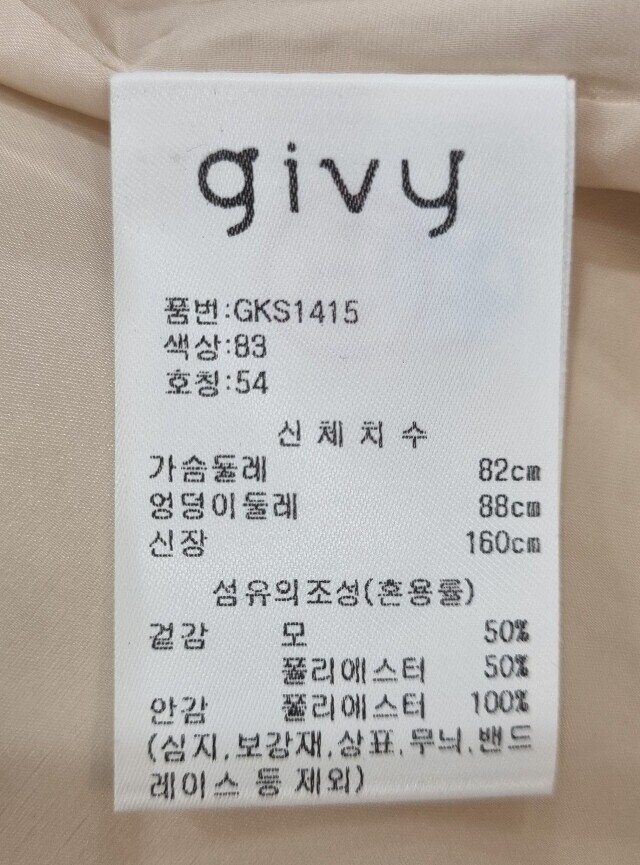 givy
품번:GKS1415
색상:83
호칭:54
신체치수
가슴둘레 82cm
엉덩이둘레 88cm
신장 160cm
섬유의조성(혼용률)
겉감 모 50%
폴리에스터 50%
안감 폴리에스터 100%
(심지,보강재,상표,무늬,밴드
레이스 등 제외)